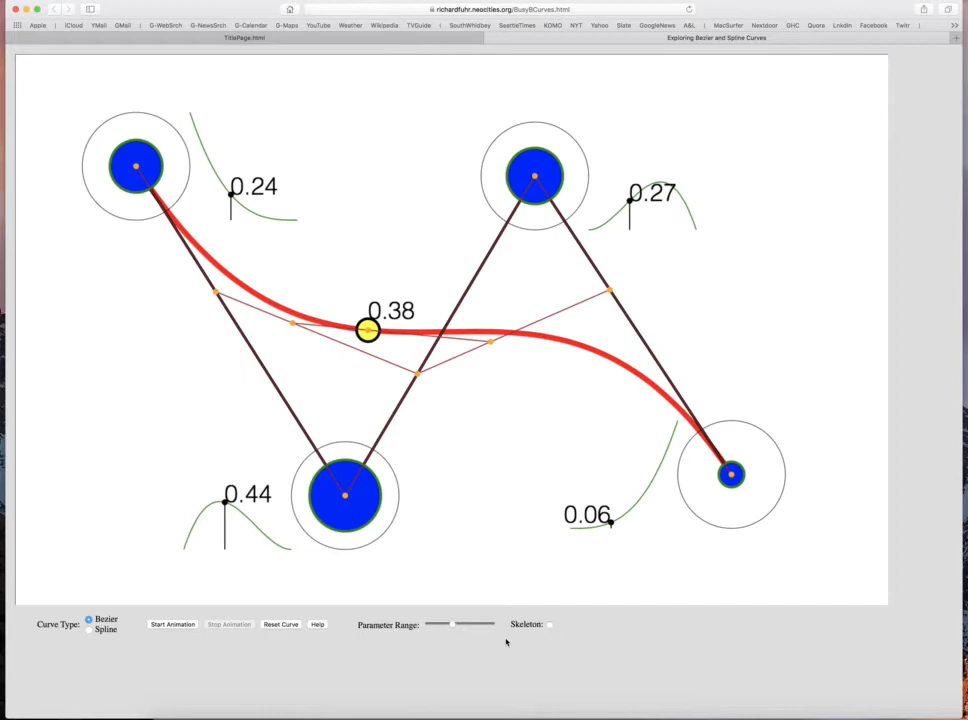 richardfuhr.neocities.org/BusyBCurves.html
Apple iCloud YMail GMail G-WebSrch G-NewsSrch G-Calendar G-Maps YouTube Weather Wikipedia TVGuide SouthWhidbey SeattleTimes KOMO NYT Yahoo Slate GoogleNews A&L MacSurfer Nextdoor GHC Quora Lnkdin Facebook Twitr
TitlePage.html Exploring Bezier and Spline Curves
0.24
0.27
0.38
0.44
0.06
Curve Type: Bezier
Spline
Start Animation Stop Animation Reset Curve Help Parameter Range: Skeleton: